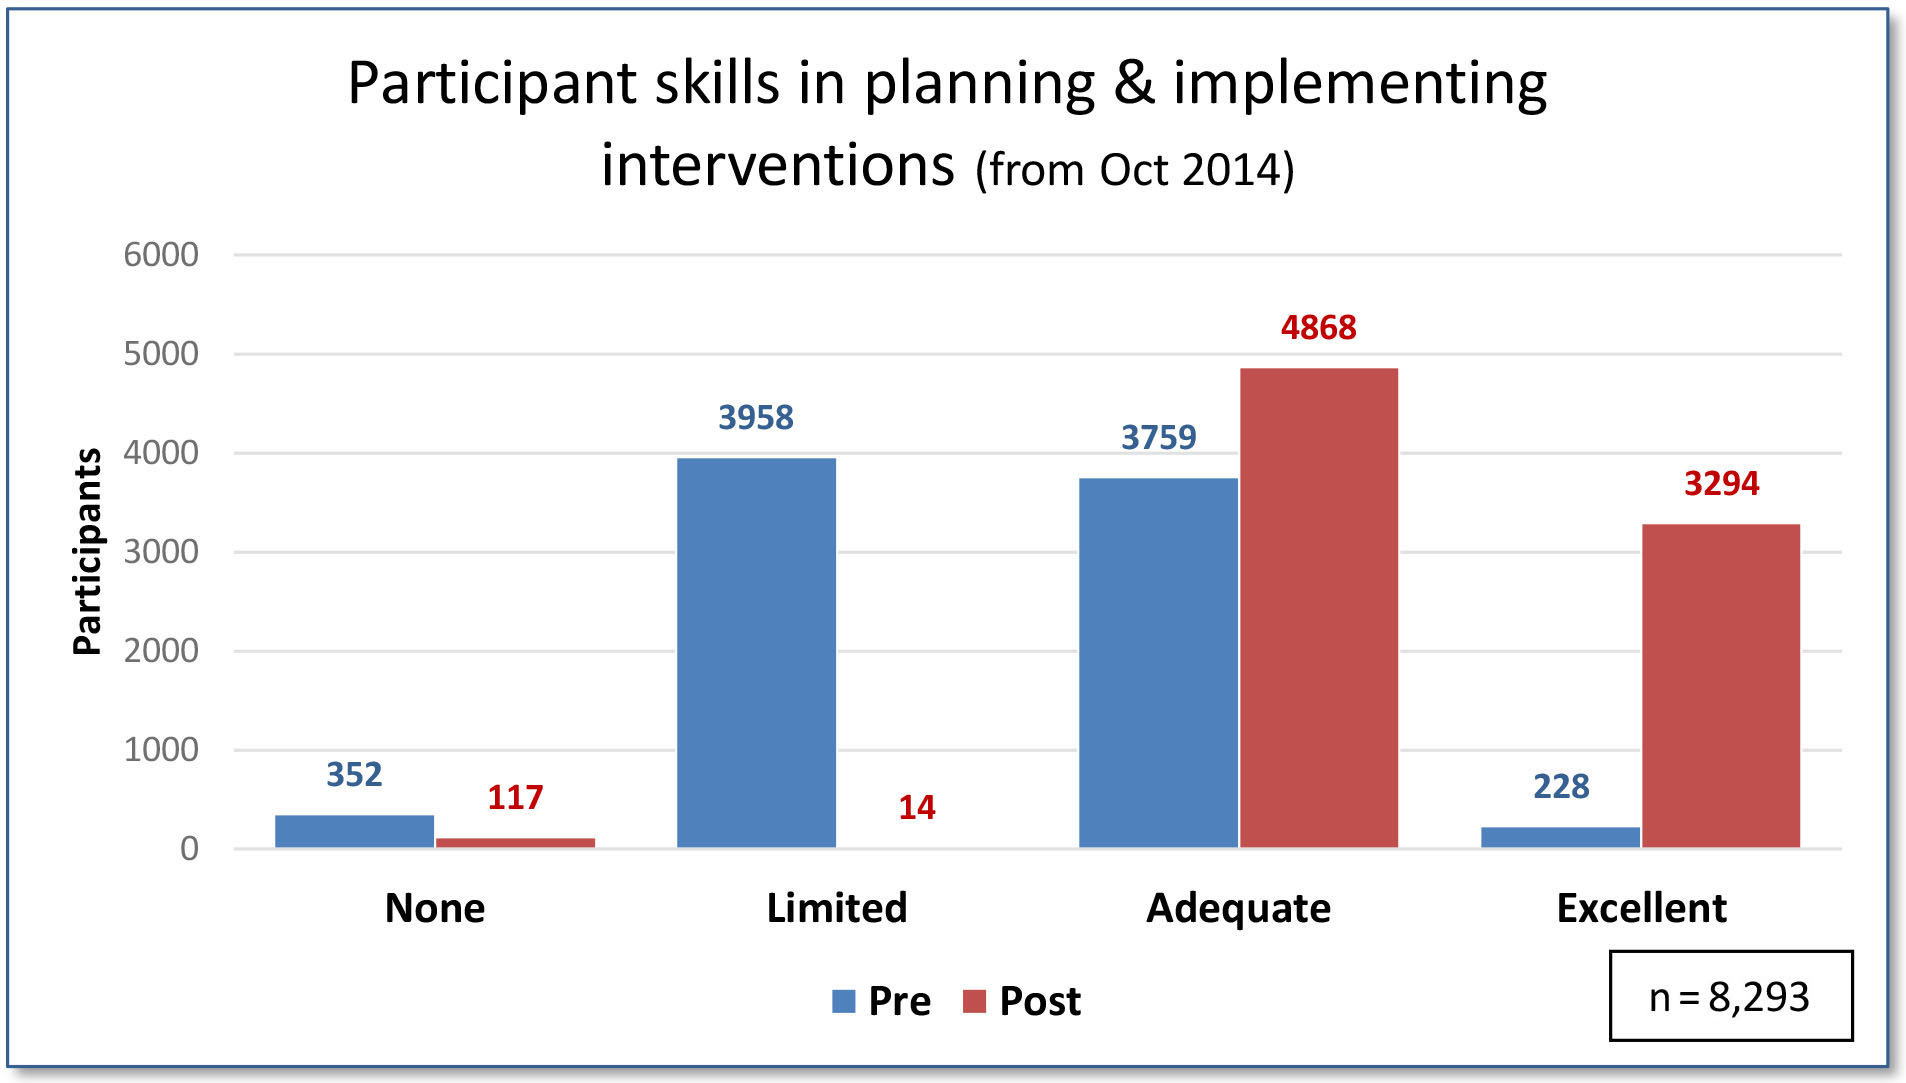 Participant skills in planning & implementing
interventions (from Oct 2014)
6000
5000
4000
3000
2000
1000
0
Participants
352
117
3958
14
3759
4868
228
3294
None
Limited
Adequate
Excellent
Pre
Post
n = 8,293